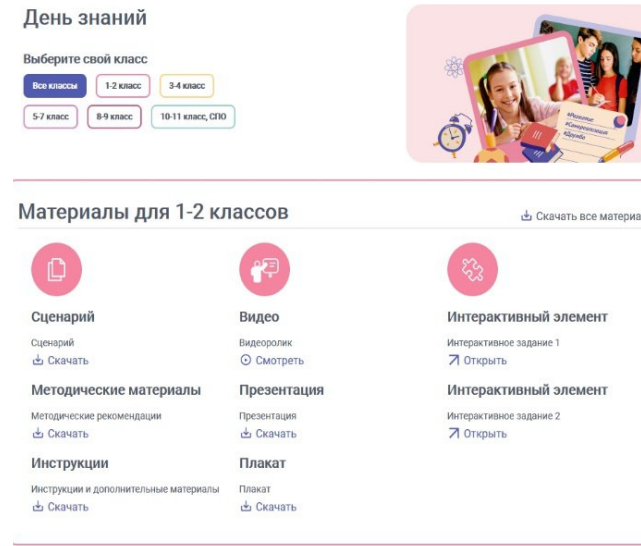 День знаний
Выберите свой класс
Все классы
1-2 класс
3-4 класс
5-7 класс
8-9 класс
10-11 класс, СПО
#Развитие
#Самореализация
#Дружба
Материалы для 1-2 классов
Скачать все материа
Сценарий
Сценарий
Скачать
Видео
Видеоролик
Смотреть
Интерактивный элемент
Интерактивное задание 1
Открыть
Методические материалы
Методические рекомендации
Скачать
Презентация
Презентация
Скачать
Интерактивный элемент
Интерактивное задание 2
Открыть
Инструкции
Инструкции и дополнительные материалы
Скачать
Плакат
Плакат
Скачать